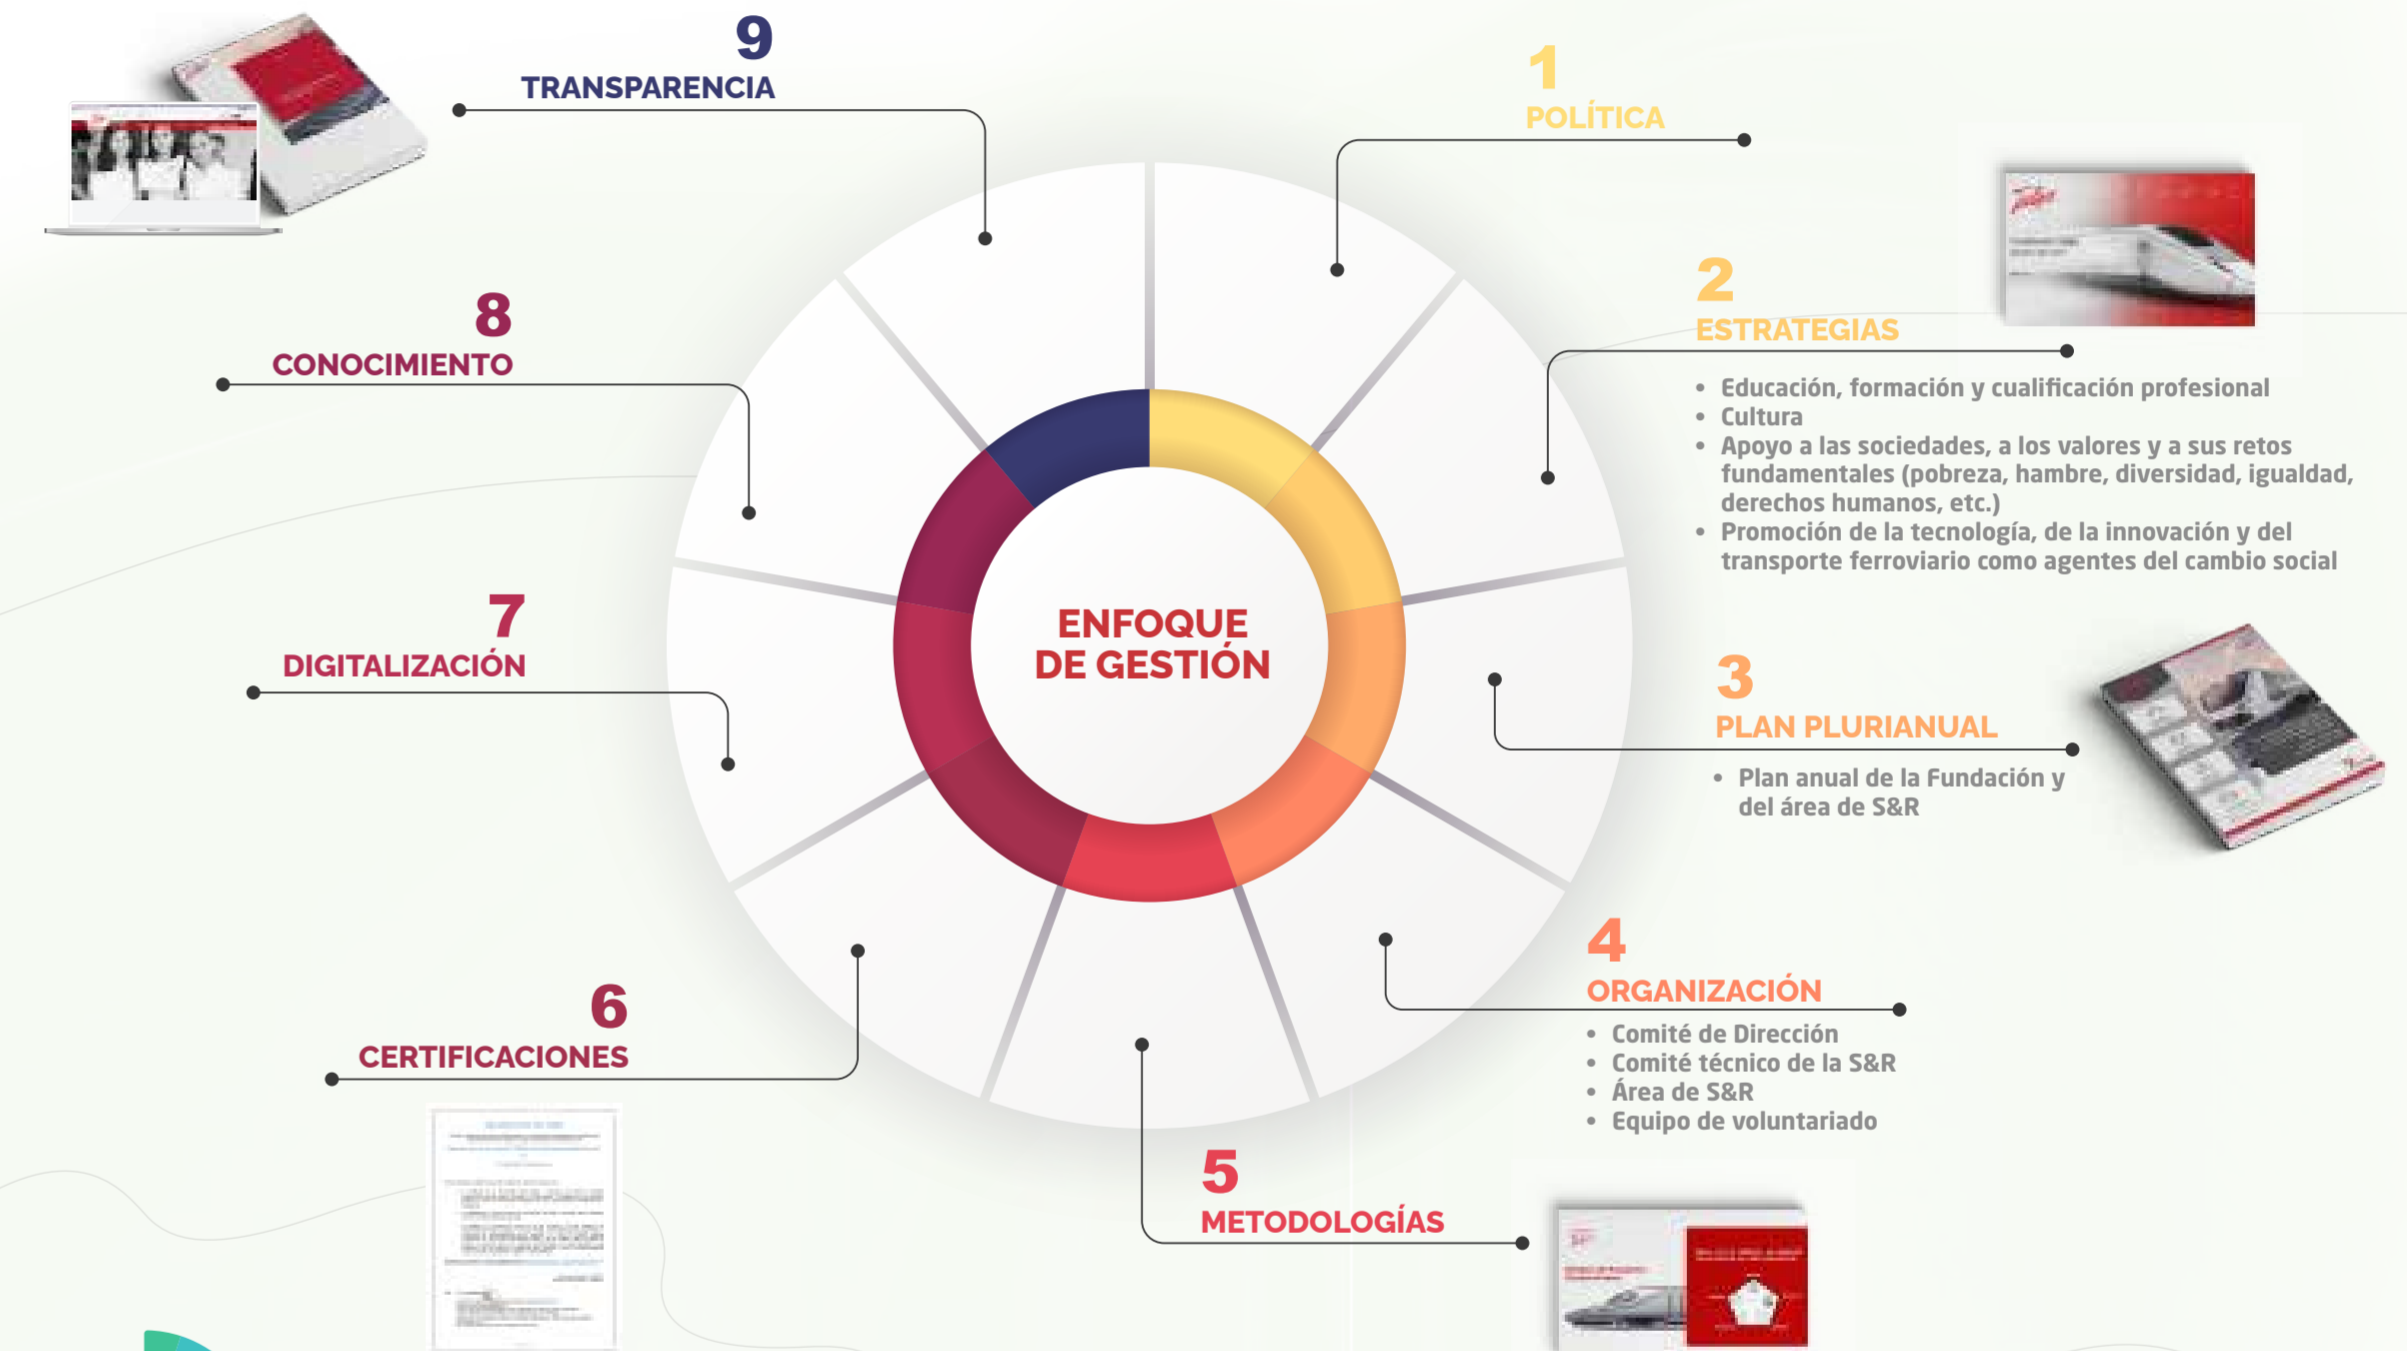 9
TRANSPARENCIA
1
POLÍTICA
2
ESTRATEGIAS
• Educación, formación y cualificación profesional
• Cultura
• Apoyo a las sociedades, a los valores y a sus retos
fundamentales (pobreza, hambre, diversidad, igualdad,
derechos humanos, etc.)
• Promoción de la tecnología, de la innovación y del
transporte ferroviario como agentes del cambio social
8
CONOCIMIENTO
7
DIGITALIZACIÓN
ENFOQUE
DE GESTIÓN
3
PLAN PLURIANUAL
• Plan anual de la Fundación y
del área de S&R
4
ORGANIZACIÓN
• Comité de Dirección
• Comité técnico de la S&R
• Área de S&R
• Equipo de voluntariado
6
CERTIFICACIONES
5
METODOLOGÍAS